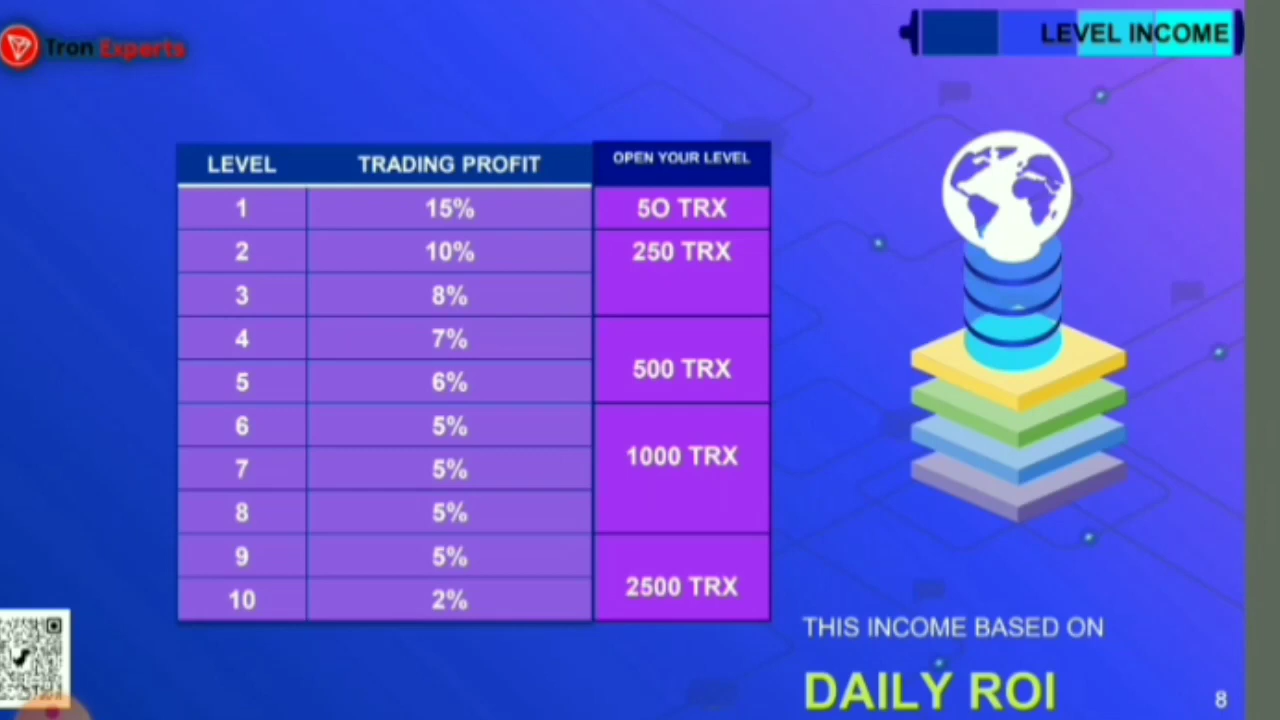 Tron Experts
LEVEL INCOME
LEVEL TRADING PROFIT OPEN YOUR LEVEL
1 15% 5O TRX
2 10% 250 TRX
3 8%
4 7%
500 TRX
5 6%
6 5%
7 5% 1000 TRX
8 5%
9 5%
2500 TRX
10 2%
THIS INCOME BASED ON
DAILY ROI
8